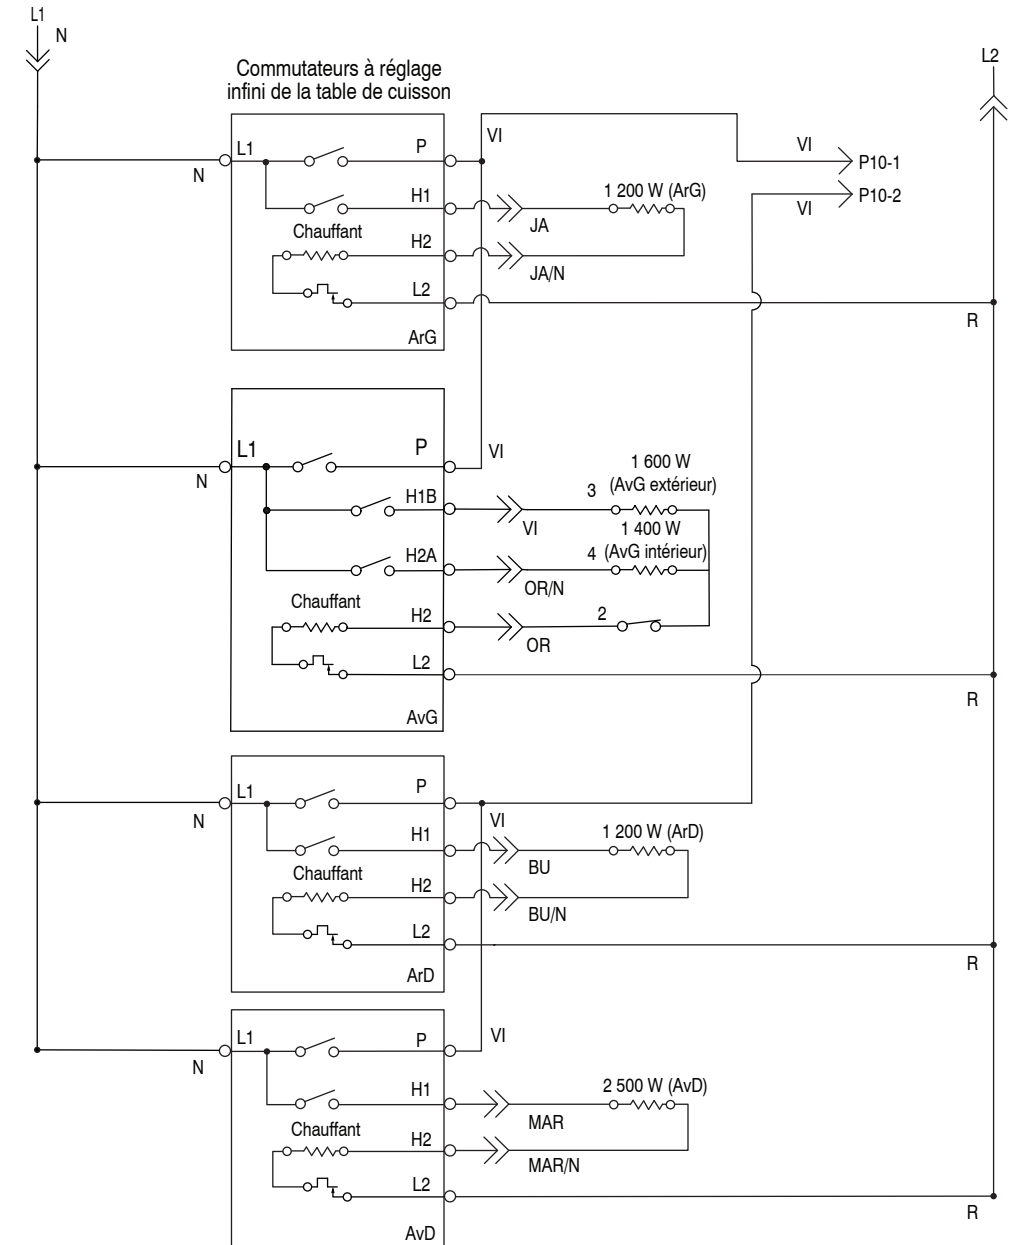 L1
N
L2
Commutateurs à réglage
infini de la table de cuisson
L1
P
VI
VI
P10-1
N
H1
1 200 W (ArG)
VI
P10-2
JA
Chauffant
H2
JA/N
L2
R
ArG
L1
P
VI
N
1 600 W
(AvG extérieur)
3
H1B
VI
1 400 W
(AvG intérieur)
4
H2A
OR/N
Chauffant
H2
2
OR
L2
R
AvG
L1
P
N
VI
H1
1 200 W (ArD)
BU
Chauffant
H2
BU/N
L2
R
ArD
L1
P
VI
N
H1
2 500 W (AvD)
MAR
Chauffant
H2
MAR/N
L2
R
AvD